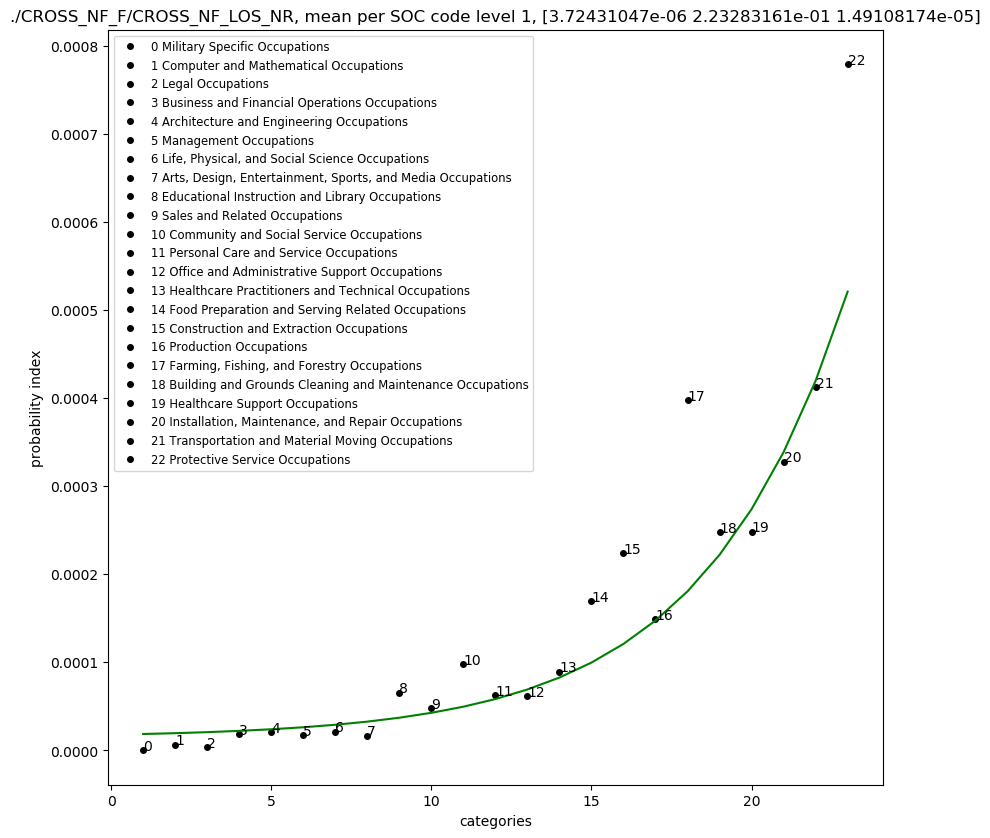 ./CROSS_NF_F/CROSS_NF_LOS_NR, mean per SOC code level 1, [3.72431047e-06 2.23283161e-01 1.49108174e-05]
0 Military Specific Occupations
1 Computer and Mathematical Occupations
2 Legal Occupations
3 Business and Financial Operations Occupations
4 Architecture and Engineering Occupations
5 Management Occupations
6 Life, Physical, and Social Science Occupations
7 Arts, Design, Entertainment, Sports, and Media Occupations
8 Educational Instruction and Library Occupations
9 Sales and Related Occupations
10 Community and Social Service Occupations
11 Personal Care and Service Occupations
12 Office and Administrative Support Occupations
13 Healthcare Practitioners and Technical Occupations
14 Food Preparation and Serving Related Occupations
15 Construction and Extraction Occupations
16 Production Occupations
17 Farming, Fishing, and Forestry Occupations
18 Building and Grounds Cleaning and Maintenance Occupations
19 Healthcare Support Occupations
20 Installation, Maintenance, and Repair Occupations
21 Transportation and Material Moving Occupations
22 Protective Service Occupations
probability index
0.0008
0.0007
0.0006
0.0005
0.0004
0.0003
0.0002
0.0001
0.0000
0
1
2
3
4
5
6
7
8
9
10
11
12
13
14
15
16
17
18
19
20
21
22
0
5
10
15
20
categories